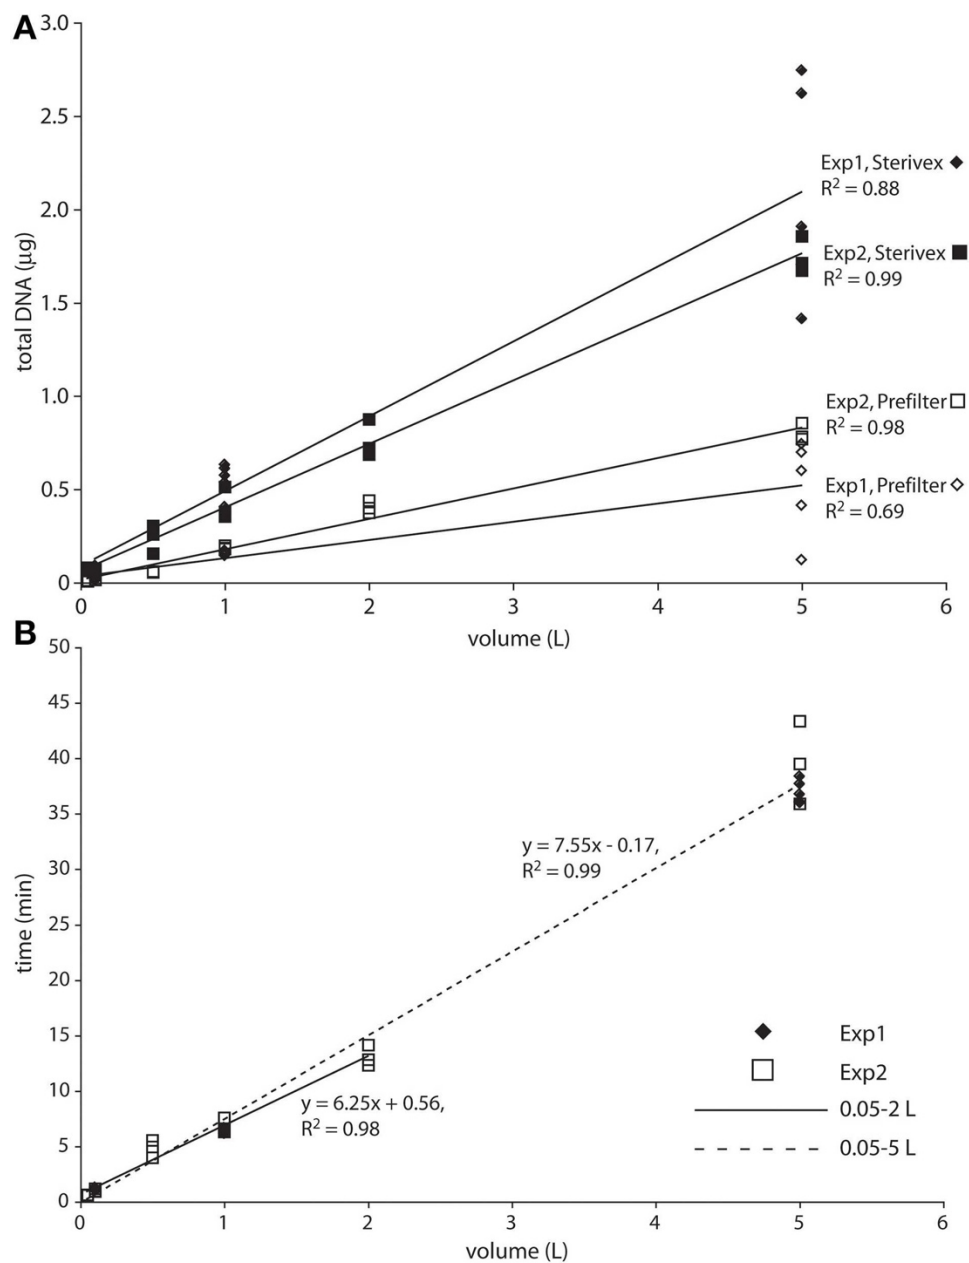 A
3.0
2.5
2.0
1.5
1.0
0.5
0
total DNA (µg)
Exp1, Sterivex
R² = 0.88
Exp2, Sterivex
R² = 0.99
Exp2, Prefilter
R² = 0.98
Exp1, Prefilter
R² = 0.69
0 1 2 3 4 5 6
volume (L)
B
50
45
40
35
30
25
20
15
10
5
0
time (min)
y = 7.55x - 0.17,
R² = 0.99
y = 6.25x + 0.56,
R² = 0.98
Exp1
Exp2
0.05-2 L
0.05-5 L
0 1 2 3 4 5 6
volume (L)